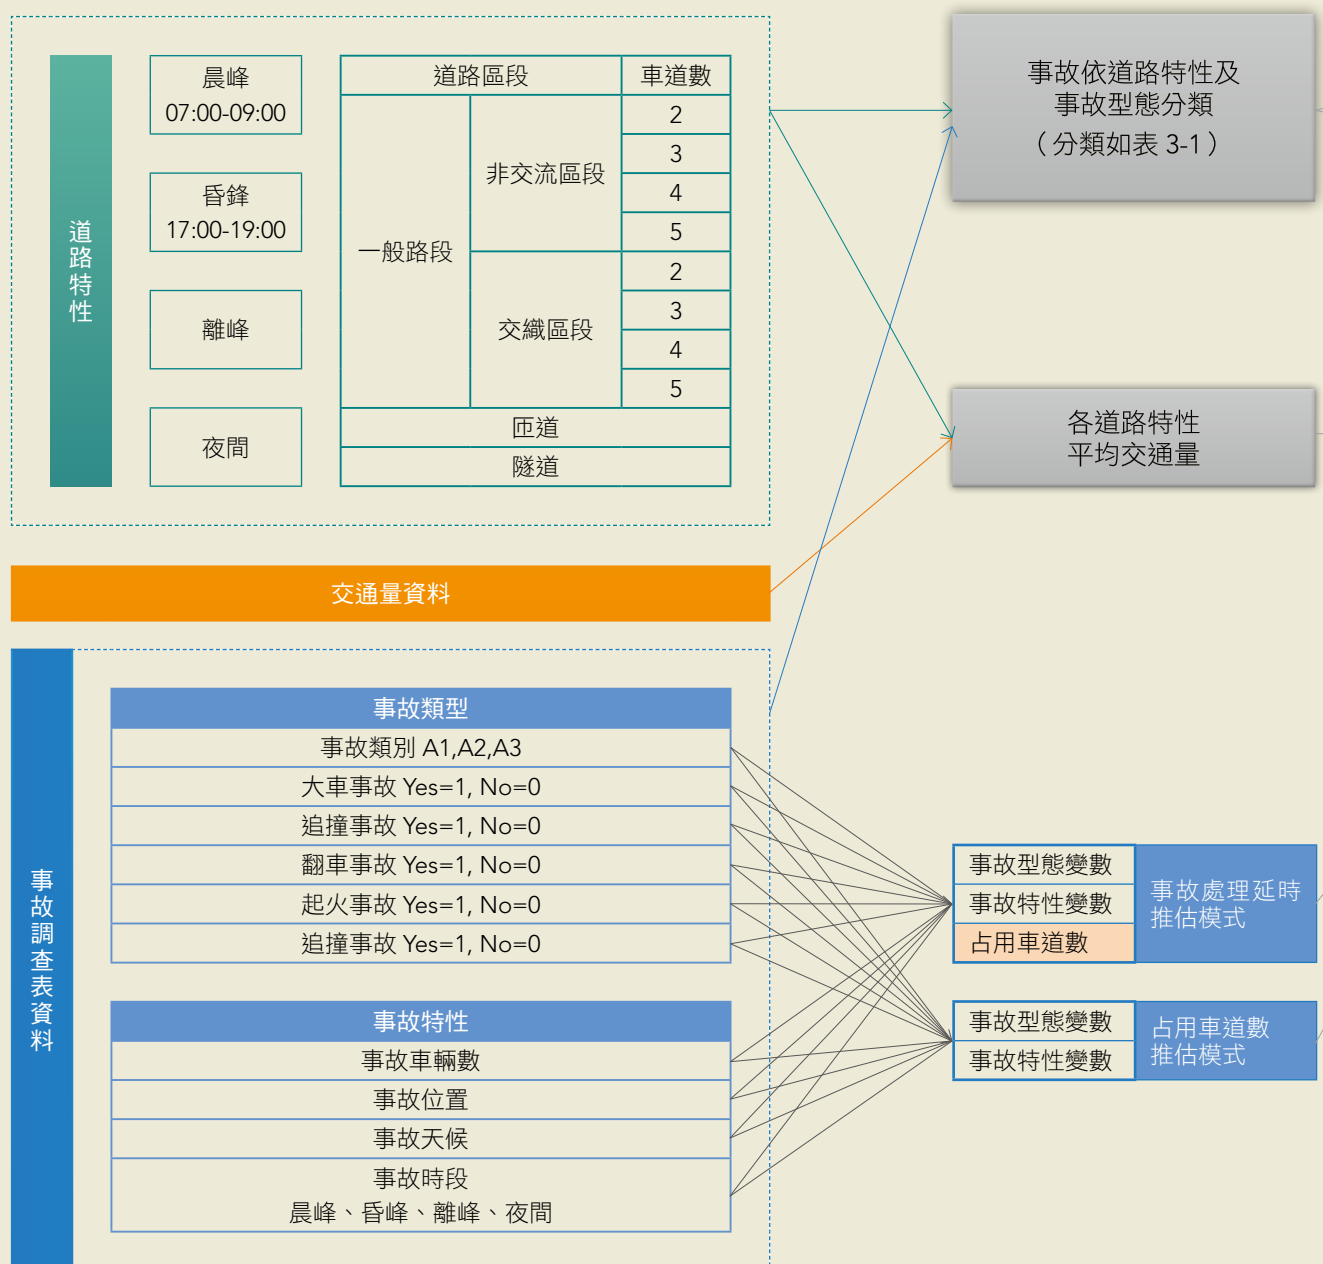 道路特性
晨峰
07:00-09:00
昏鋒
17:00-19:00
離峰
夜間
道路區段
車道數
一般路段
非交流區段
2
3
4
5
交織區段
2
3
4
5
匝道
隧道
事故依道路特性及
事故型態分類
（分類如表 3-1）
各道路特性
平均交通量
交通量資料
事故調查表資料
事故類型
事故類別 A1,A2,A3
大車事故 Yes=1, No=0
追撞事故 Yes=1, No=0
翻車事故 Yes=1, No=0
起火事故 Yes=1, No=0
追撞事故 Yes=1, No=0
事故特性
事故車輛數
事故位置
事故天候
事故時段
晨峰、昏峰、離峰、夜間
事故型態變數
事故特性變數
占用車道數
事故處理延時
推估模式
事故型態變數
事故特性變數
占用車道數
推估模式